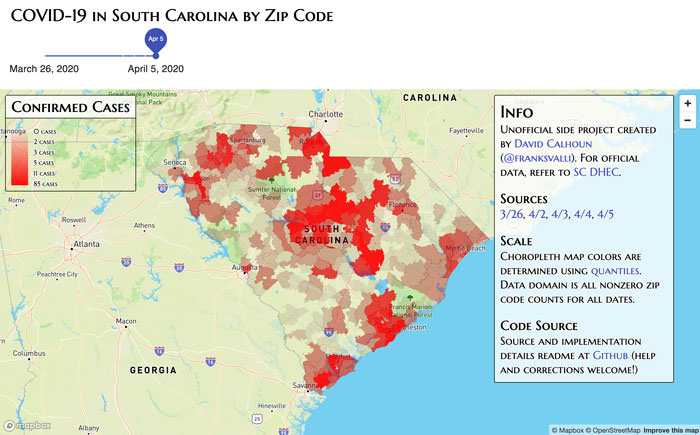 COVID-19 in South Carolina by Zip Code
Apr 5
March 26, 2020
April 5, 2020
Confirmed Cases
0 cases
2 cases
3 cases
5 cases
11 cases
85 cases
Great Smoky Mountains
National Park
CAROLINA
Charlotte
Fayetteville
Spartanburg
Seneca
Sumter National
Forest
Florence
Rome
Roswell
Athens
Atlanta
SOUTH
CAROLINA
Myrtle Beach
Augusta
Peachtree City
Francis Marion
National Forest
Charleston
Macon
Columbus
GEORGIA
Savannah
Hinesville
Albany
Info
Unofficial side project created
by David Calhoun
(@franksvalli). For official
data, refer to SC DHEC.
Sources
3/26, 4/2, 4/3, 4/4, 4/5
Scale
Choropleth map colors are
determined using quantiles.
Data domain is all nonzero zip
code counts for all dates.
Code Source
Source and implementation
details readme at Github (help
and corrections welcome!)
+
−
mapbox
© Mapbox © OpenStreetMap Improve this map